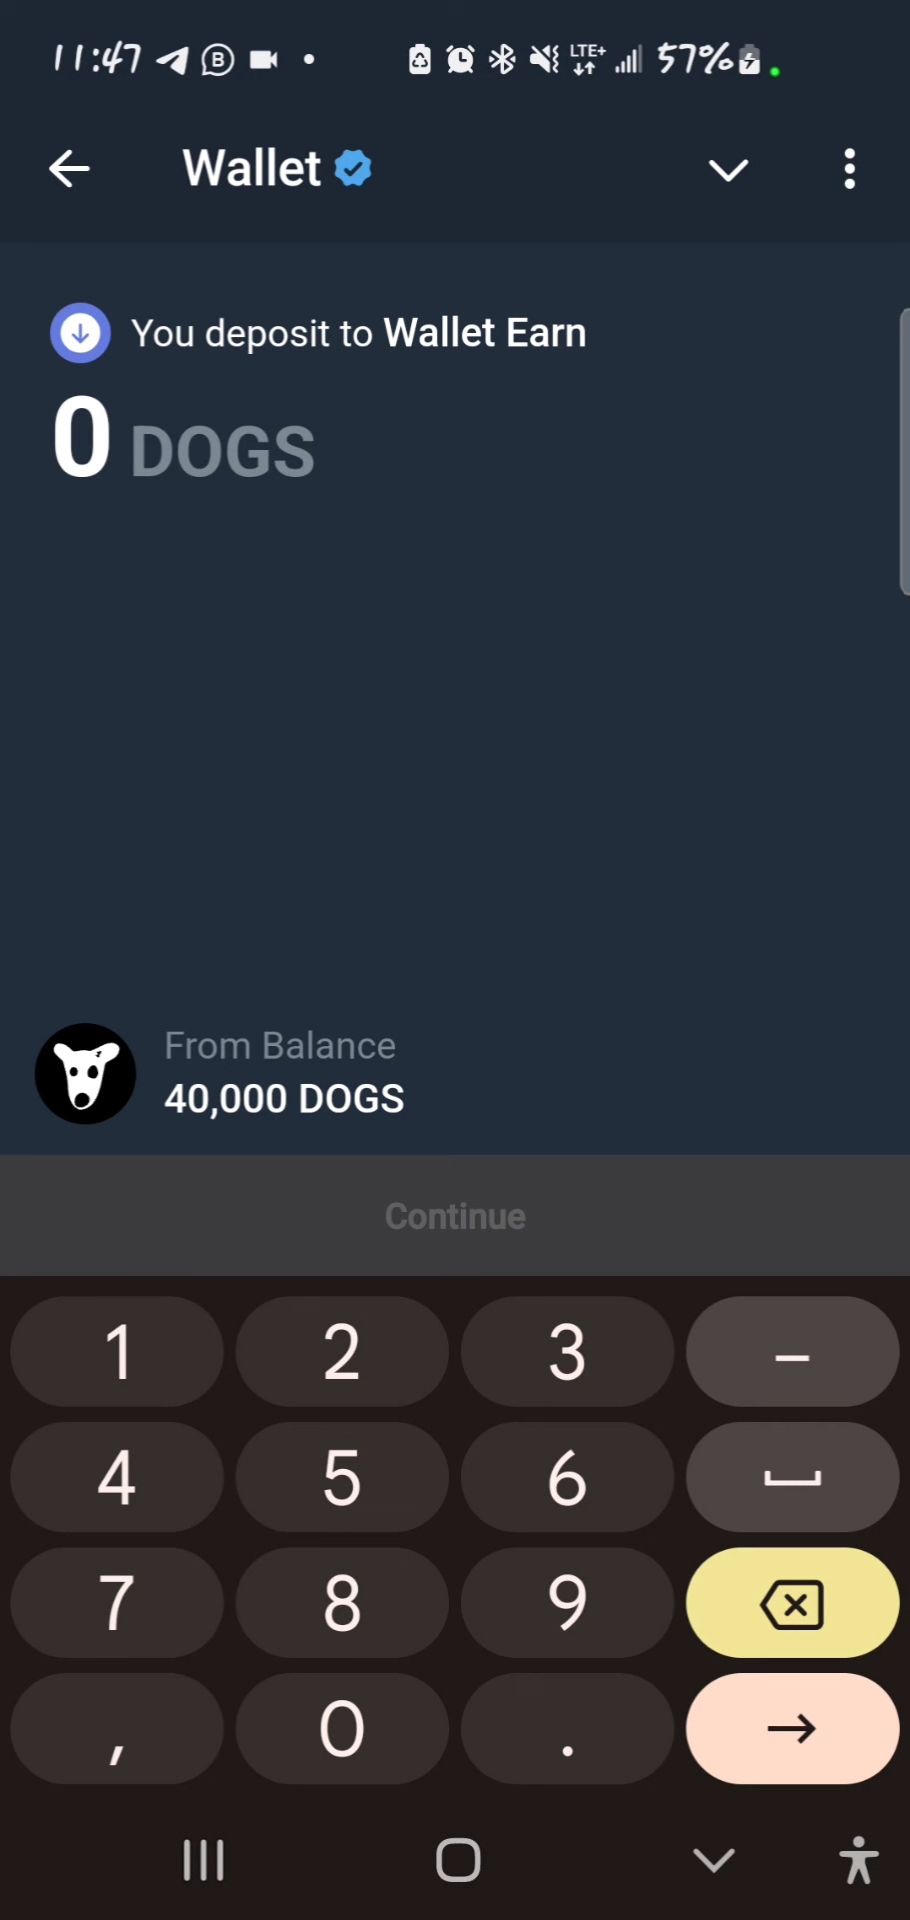 11:47 LTE+ 57%
Wallet
You deposit to Wallet Earn
0 DOGS
From Balance
40,000 DOGS
Continue
1 2 3 –
4 5 6
7 8 9
, 0 .